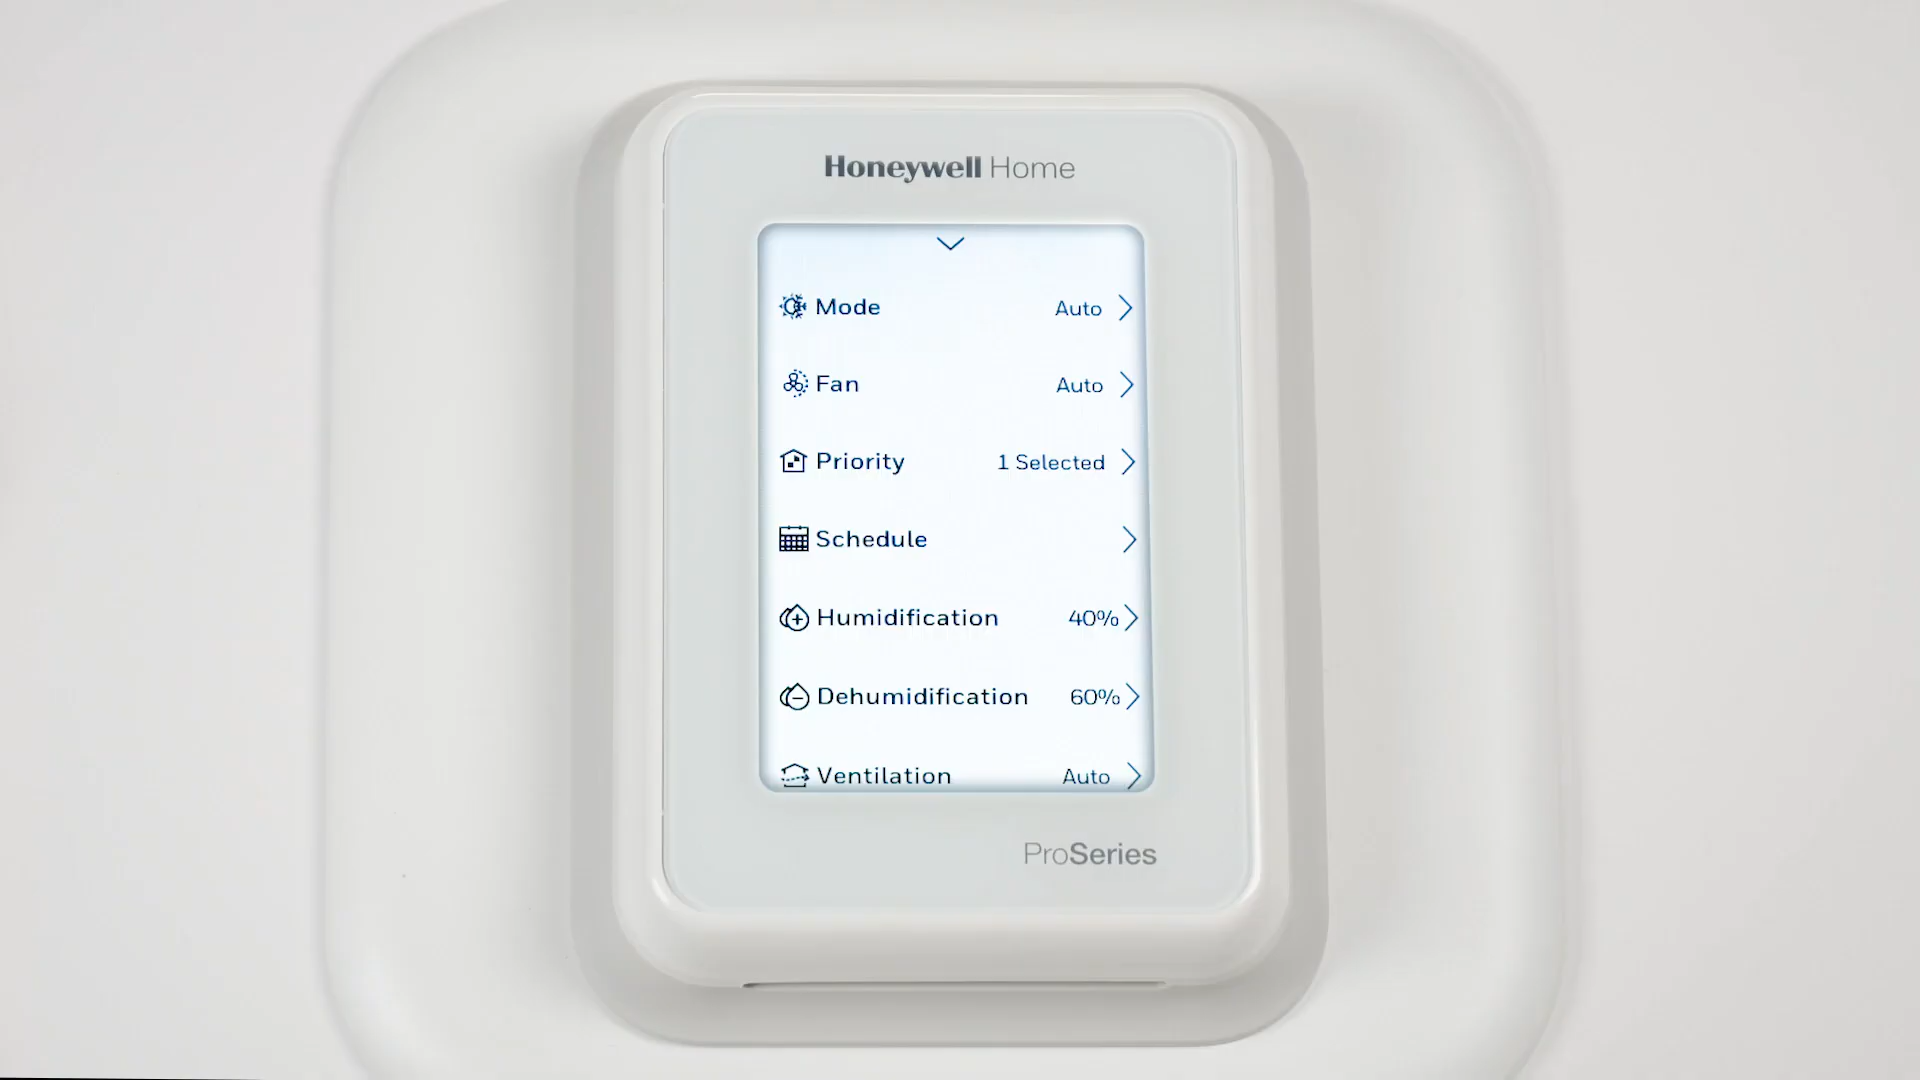 Honeywell Home
Mode Auto
Fan Auto
Priority 1 Selected
Schedule
Humidification 40%
Dehumidification 60%
Ventilation Auto
ProSeries